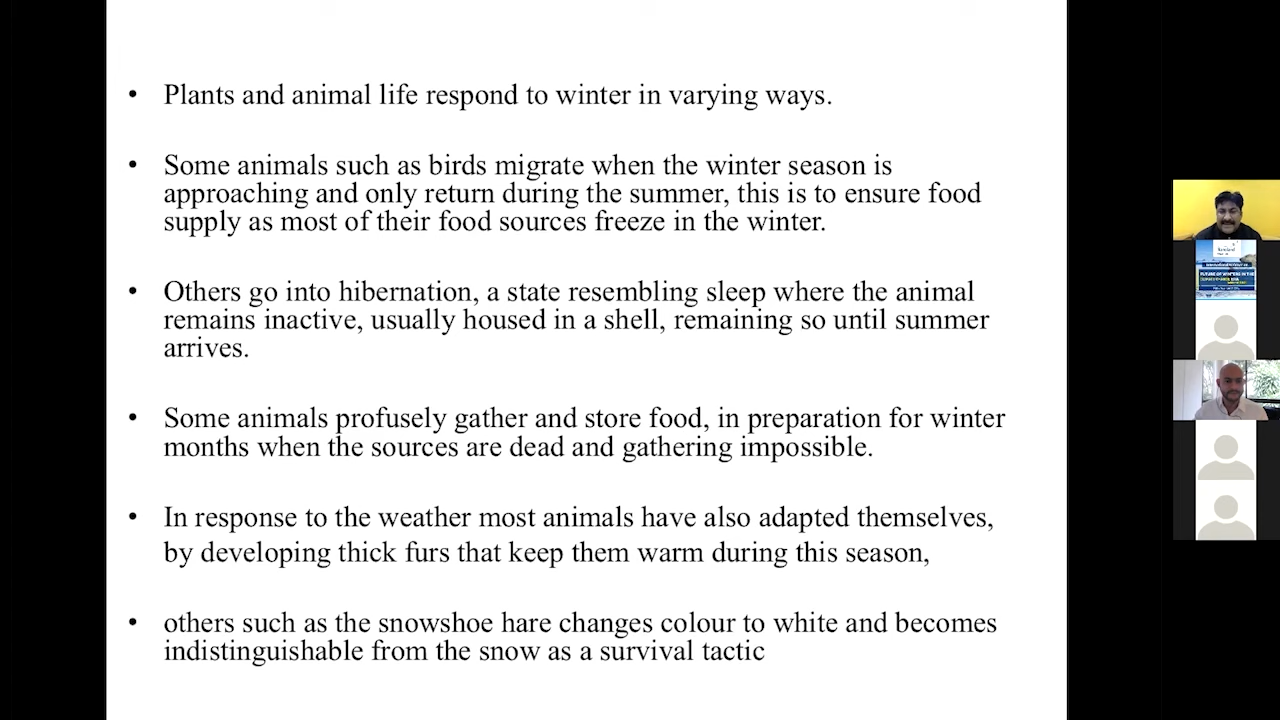 • Plants and animal life respond to winter in varying ways.
• Some animals such as birds migrate when the winter season is
approaching and only return during the summer, this is to ensure food
supply as most of their food sources freeze in the winter.
• Others go into hibernation, a state resembling sleep where the animal
remains inactive, usually housed in a shell, remaining so until summer
arrives.
• Some animals profusely gather and store food, in preparation for winter
months when the sources are dead and gathering impossible.
• In response to the weather most animals have also adapted themselves,
by developing thick furs that keep them warm during this season,
• others such as the snowshoe hare changes colour to white and becomes
indistinguishable from the snow as a survival tactic
FUTURE OF WINTERS IN THE